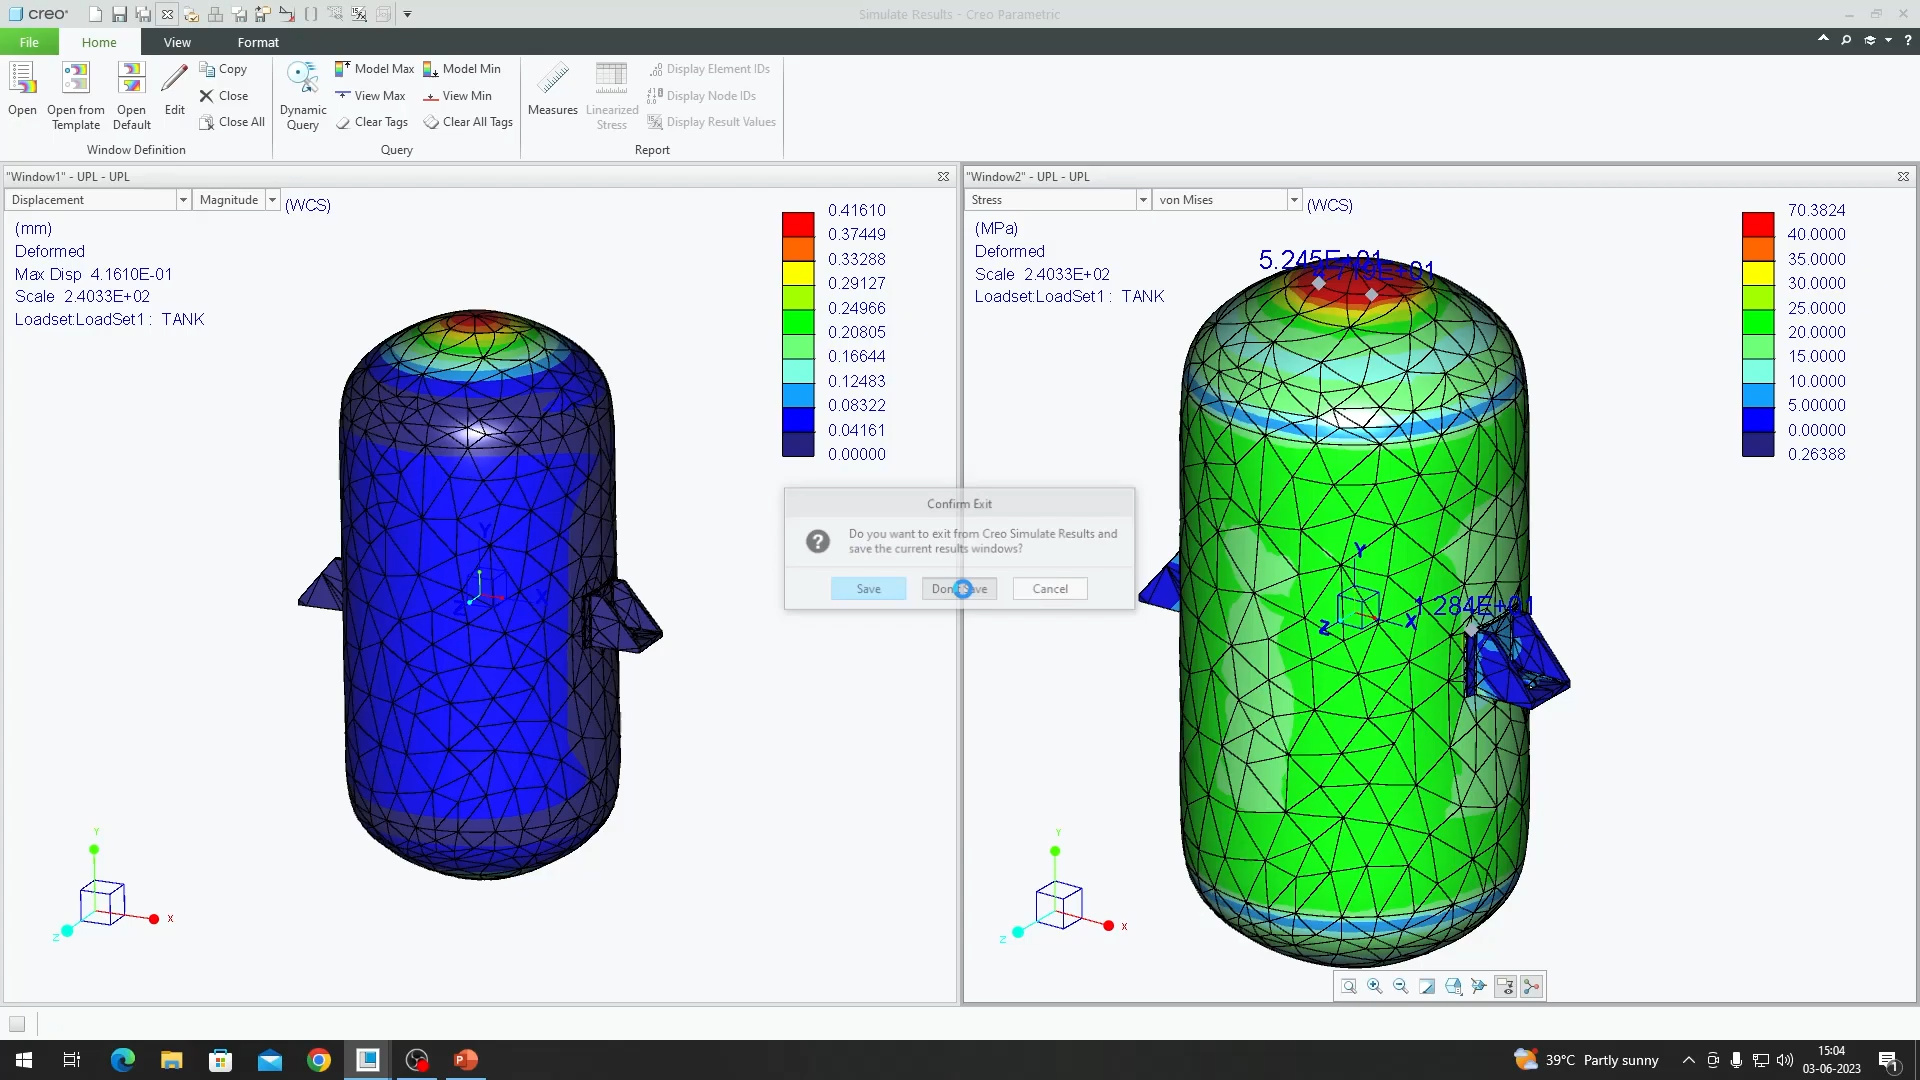 creo
Simulate Results - Creo Parametric
File
Home
View
Format
Open
Open from Template
Open Default
Edit
Copy
Close
Close All
Window Definition
Dynamic Query
Model Max
Model Min
View Max
View Min
Clear Tags
Clear All Tags
Query
Measures
Linearized Stress
Display Element IDs
Display Node IDs
Display Result Values
Report
"Window1" - UPL - UPL
Displacement
Magnitude
(WCS)
(mm)
Deformed
Max Disp 4.1610E-01
Scale 2.4033E+02
Loadset:LoadSet1 : TANK
0.41610
0.37449
0.33288
0.29127
0.24966
0.20805
0.16644
0.12483
0.08322
0.04161
0.00000
Y
X
Z
Y
X
Z
"Window2" - UPL - UPL
Stress
von Mises
(WCS)
(MPa)
Deformed
Scale 2.4033E+02
Loadset:LoadSet1 : TANK
5.245E+01
70.3824
40.0000
35.0000
30.0000
25.0000
20.0000
15.0000
10.0000
5.00000
0.00000
0.26388
Y
X
Z
1.284E+01
Y
X
Z
Confirm Exit
Do you want to exit from Creo Simulate Results and
save the current results windows?
Save
Cancel
39°C Partly sunny
15:04
03-06-2023
1